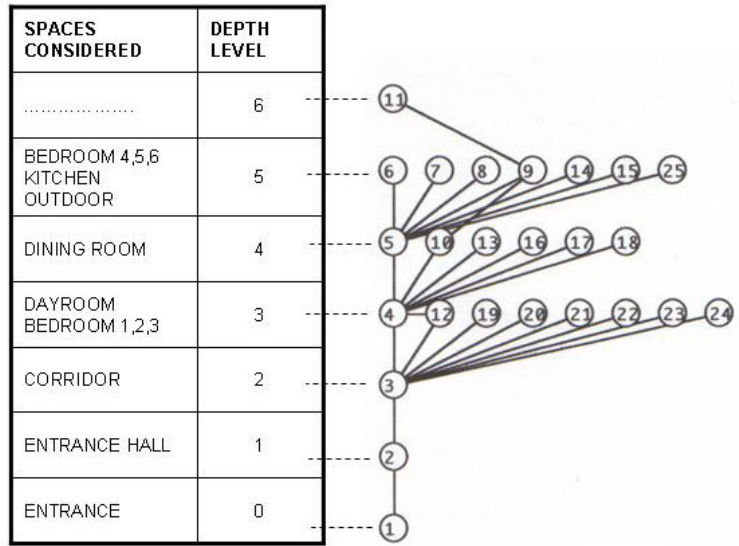 SPACES
CONSIDERED
DEPTH
LEVEL
....................
6
11
BEDROOM 4,5,6
KITCHEN
OUTDOOR
5
6 7 8 9 14 15 25
DINING ROOM
4
5 10 13 16 17 18
DAYROOM
BEDROOM 1,2,3
3
4 12 19 20 21 22 23 24
CORRIDOR
2
3
ENTRANCE HALL
1
2
ENTRANCE
0
1